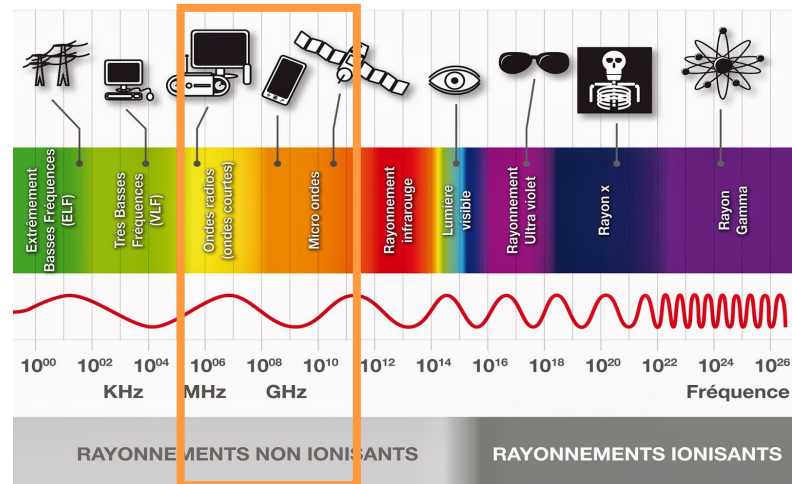 Extrêmement
Basses Fréquences
(ELF)
Très Basses
Fréquences
(VLF)
Ondes radios
(ondes courtes)
Micro ondes
Rayonnement
infrarouge
Lumière
visible
Rayonnement
Ultra violet
Rayon x
Rayon
Gamma
10⁰⁰ 10⁰² 10⁰⁴ 10⁰⁶ 10⁰⁸ 10¹⁰ 10¹² 10¹⁴ 10¹⁶ 10¹⁸ 10²⁰ 10²² 10²⁴ 10²⁶
KHz MHz GHz Fréquence
RAYONNEMENTS NON IONISANTS RAYONNEMENTS IONISANTS